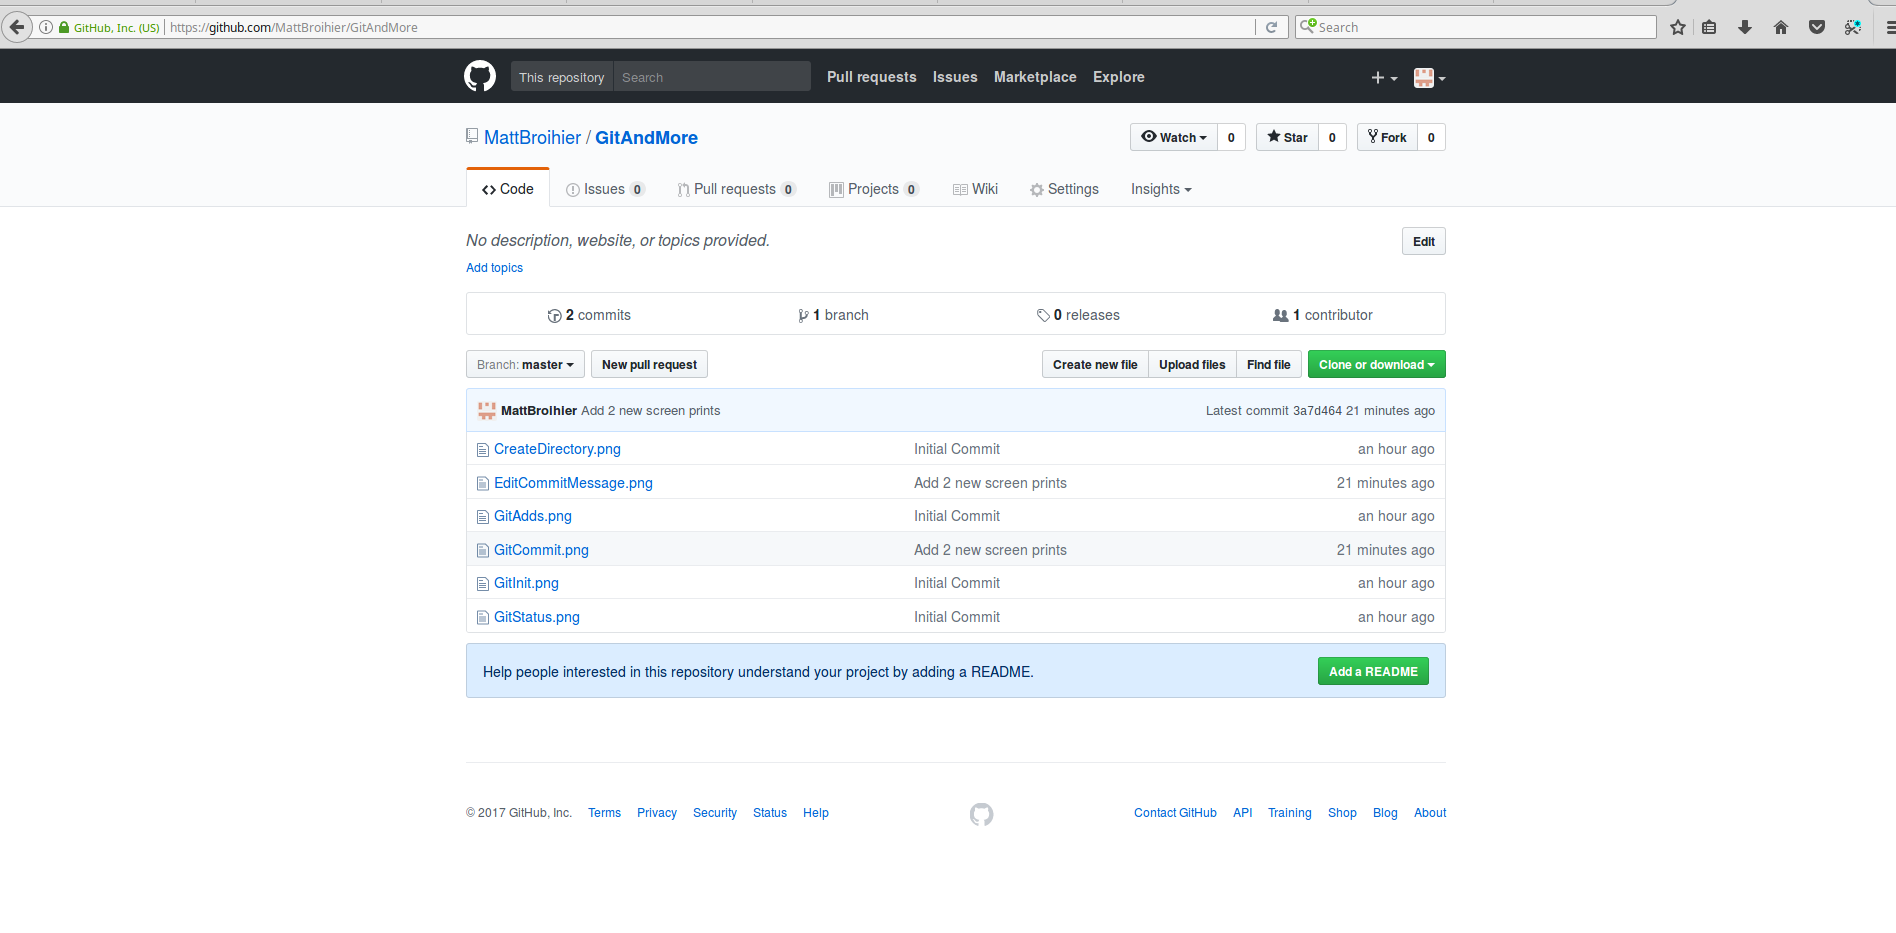 GitHub, Inc. (US) https://github.com/MattBroihier/GitAndMore Search
This repository Search Pull requests Issues Marketplace Explore
MattBroihier / GitAndMore Watch 0 Star 0 Fork 0
Code Issues 0 Pull requests 0 Projects 0 Wiki Settings Insights
No description, website, or topics provided. Edit
Add topics
2 commits 1 branch 0 releases 1 contributor
Branch: master New pull request Create new file Upload files Find file Clone or download
MattBroihier Add 2 new screen prints Latest commit 3a7d464 21 minutes ago
CreateDirectory.png Initial Commit an hour ago
EditCommitMessage.png Add 2 new screen prints 21 minutes ago
GitAdds.png Initial Commit an hour ago
GitCommit.png Add 2 new screen prints 21 minutes ago
GitInit.png Initial Commit an hour ago
GitStatus.png Initial Commit an hour ago
Help people interested in this repository understand your project by adding a README. Add a README
© 2017 GitHub, Inc. Terms Privacy Security Status Help Contact GitHub API Training Shop Blog About